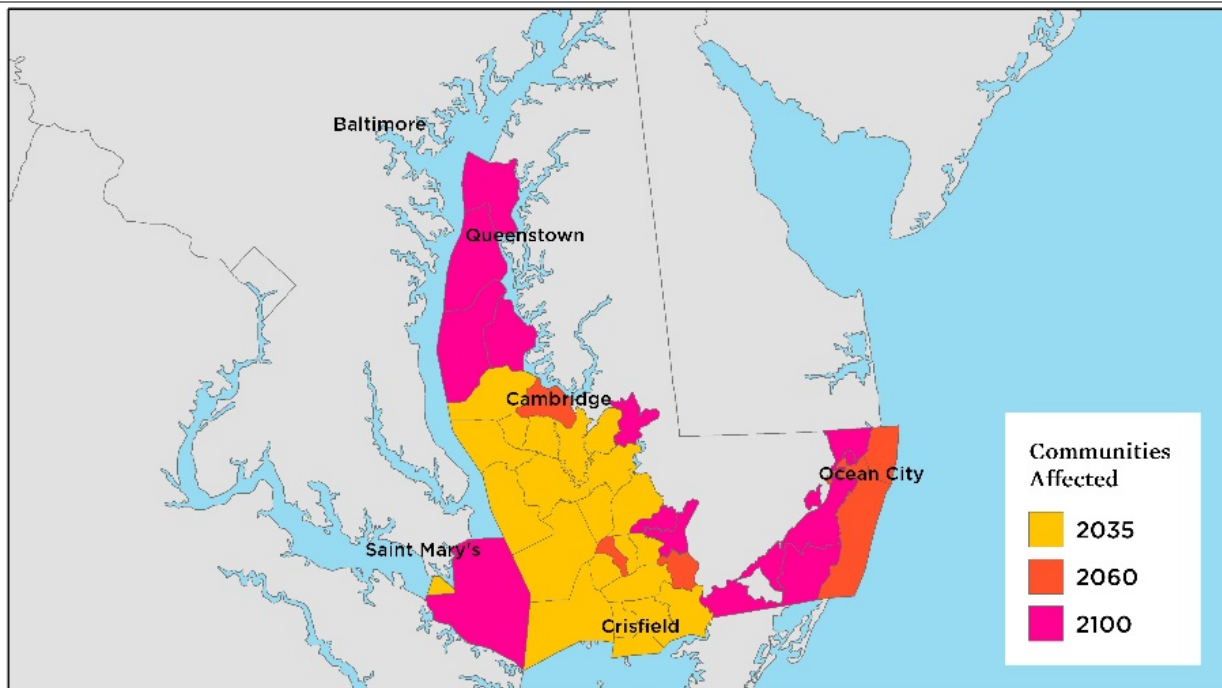 Baltimore
Queenstown
Cambridge
Ocean City
Saint Mary's
Crisfield
Communities
Affected
2035
2060
2100